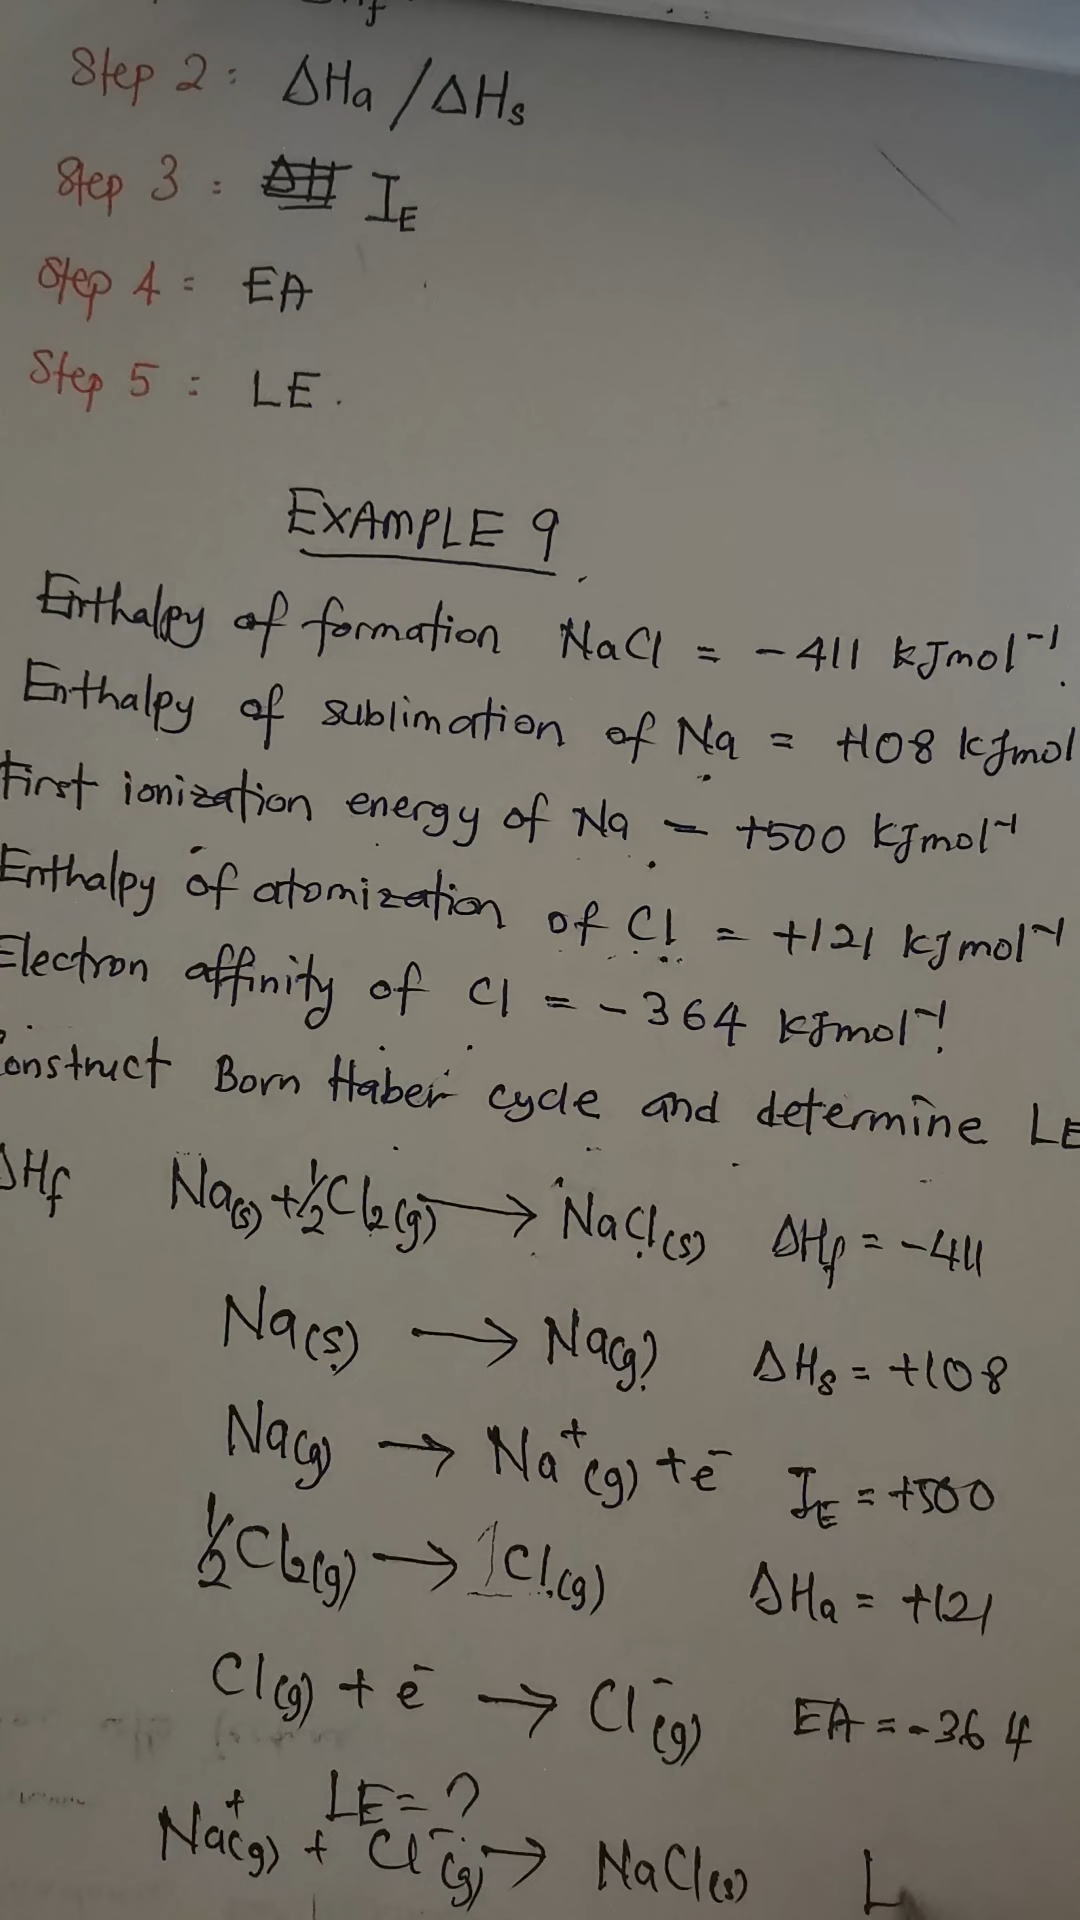 Step 2: ΔHa / ΔHs
Step 3: IE
Step 4: EA
Step 5: LE.
EXAMPLE 9
Enthalpy of formation NaCl = -411 kJmol⁻¹.
Enthalpy of sublimation of Na = +108 kJmol
First ionization energy of Na = +500 kJmol⁻¹
Enthalpy of atomization of Cl = +121 kJmol⁻¹
Electron affinity of Cl = -364 kJmol⁻¹.
Construct Born Haber cycle and determine LE
ΔHf Na(s) + ½Cl₂(g) → NaCl(s) ΔHf = -411
Na(s) → Na(g) ΔHs = +108
Na(g) → Na⁺(g) + e⁻ IE = +500
½Cl₂(g) → 1Cl(g) ΔHa = +121
Cl(g) + e⁻ → Cl⁻(g) EA = -364
LE = ?
Na⁺(g) + Cl⁻(g) → NaCl(s) L